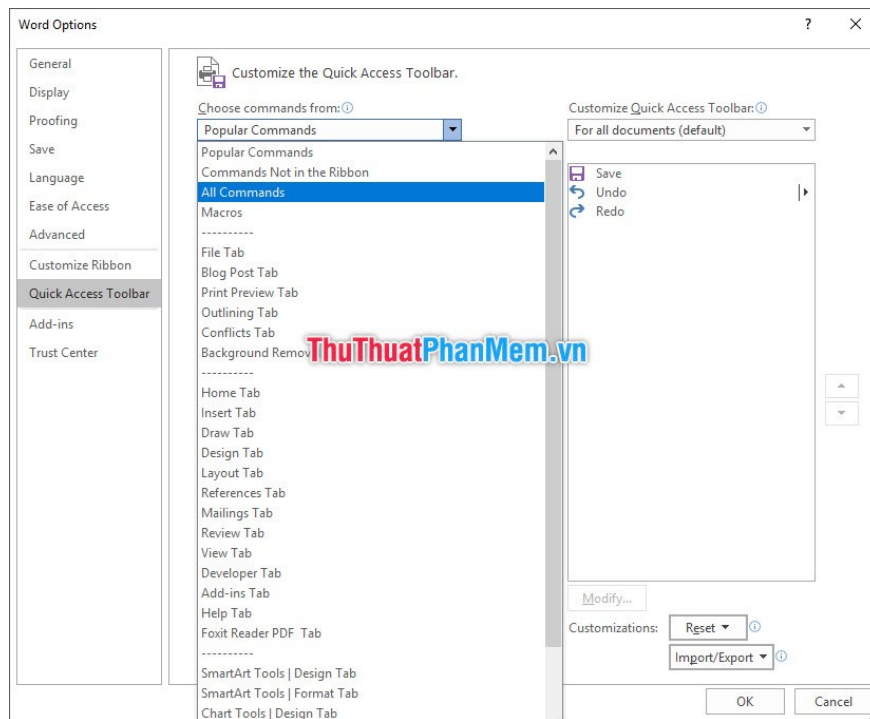 Word Options
?
General
Display
Proofing
Save
Language
Ease of Access
Advanced
Customize Ribbon
Quick Access Toolbar
Add-ins
Trust Center
Customize the Quick Access Toolbar.
Choose commands from:
Popular Commands
Popular Commands
Commands Not in the Ribbon
All Commands
Macros
----------
File Tab
Blog Post Tab
Print Preview Tab
Outlining Tab
Conflicts Tab
Background
----------
Home Tab
Insert Tab
Draw Tab
Design Tab
Layout Tab
References Tab
Mailings Tab
Review Tab
View Tab
Developer Tab
Add-ins Tab
Help Tab
Foxit Reader PDF Tab
----------
SmartArt Tools | Design Tab
SmartArt Tools | Format Tab
Chart Tools | Design Tab
ThuThuatPhanMem.vn
Customize Quick Access Toolbar:
For all documents (default)
Save
Undo
Redo
Modify...
Customizations:
Reset
Import/Export
OK
Cancel